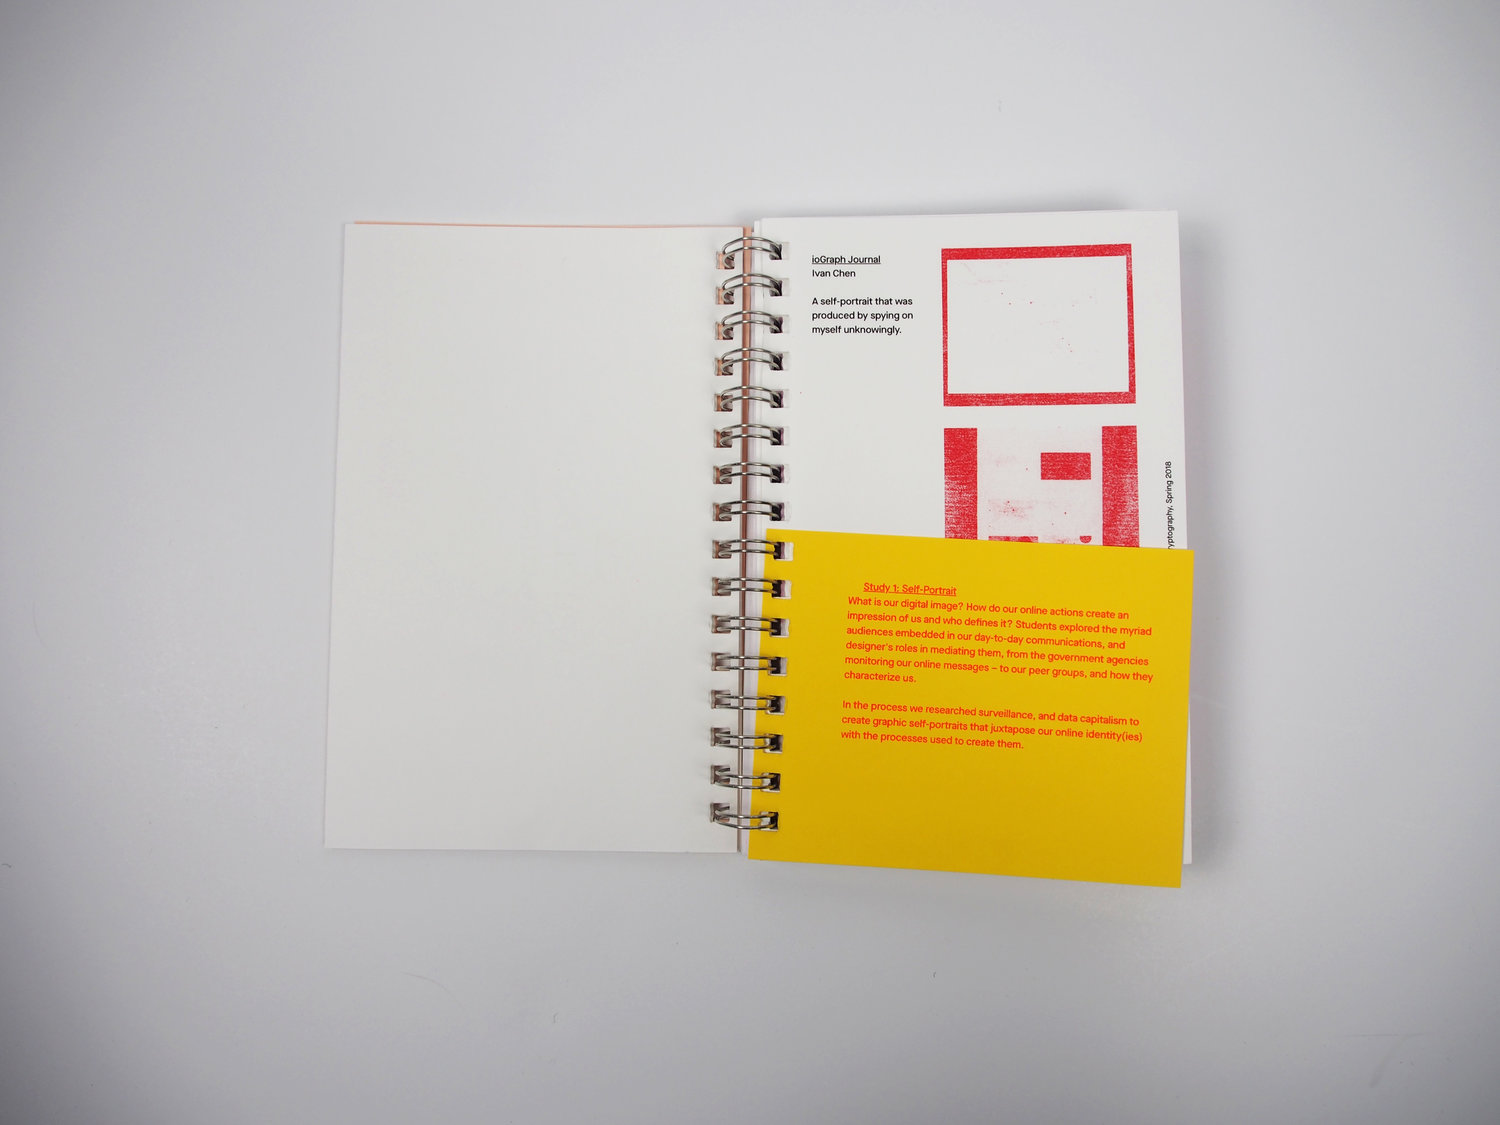 ioGraph Journal
Ivan Chen
A self-portrait that was
produced by spying on
myself unknowingly.
Spring 2018
Study 1: Self-Portrait
What is our digital image? How do our online actions create an
impression of us and who defines it? Students explored the myriad
audiences embedded in our day-to-day communications, and
designer's roles in mediating them, from the government agencies
monitoring our online messages – to our peer groups, and how they
characterize us.
In the process we researched surveillance, and data capitalism to
create graphic self-portraits that juxtapose our online identity(ies)
with the processes used to create them.